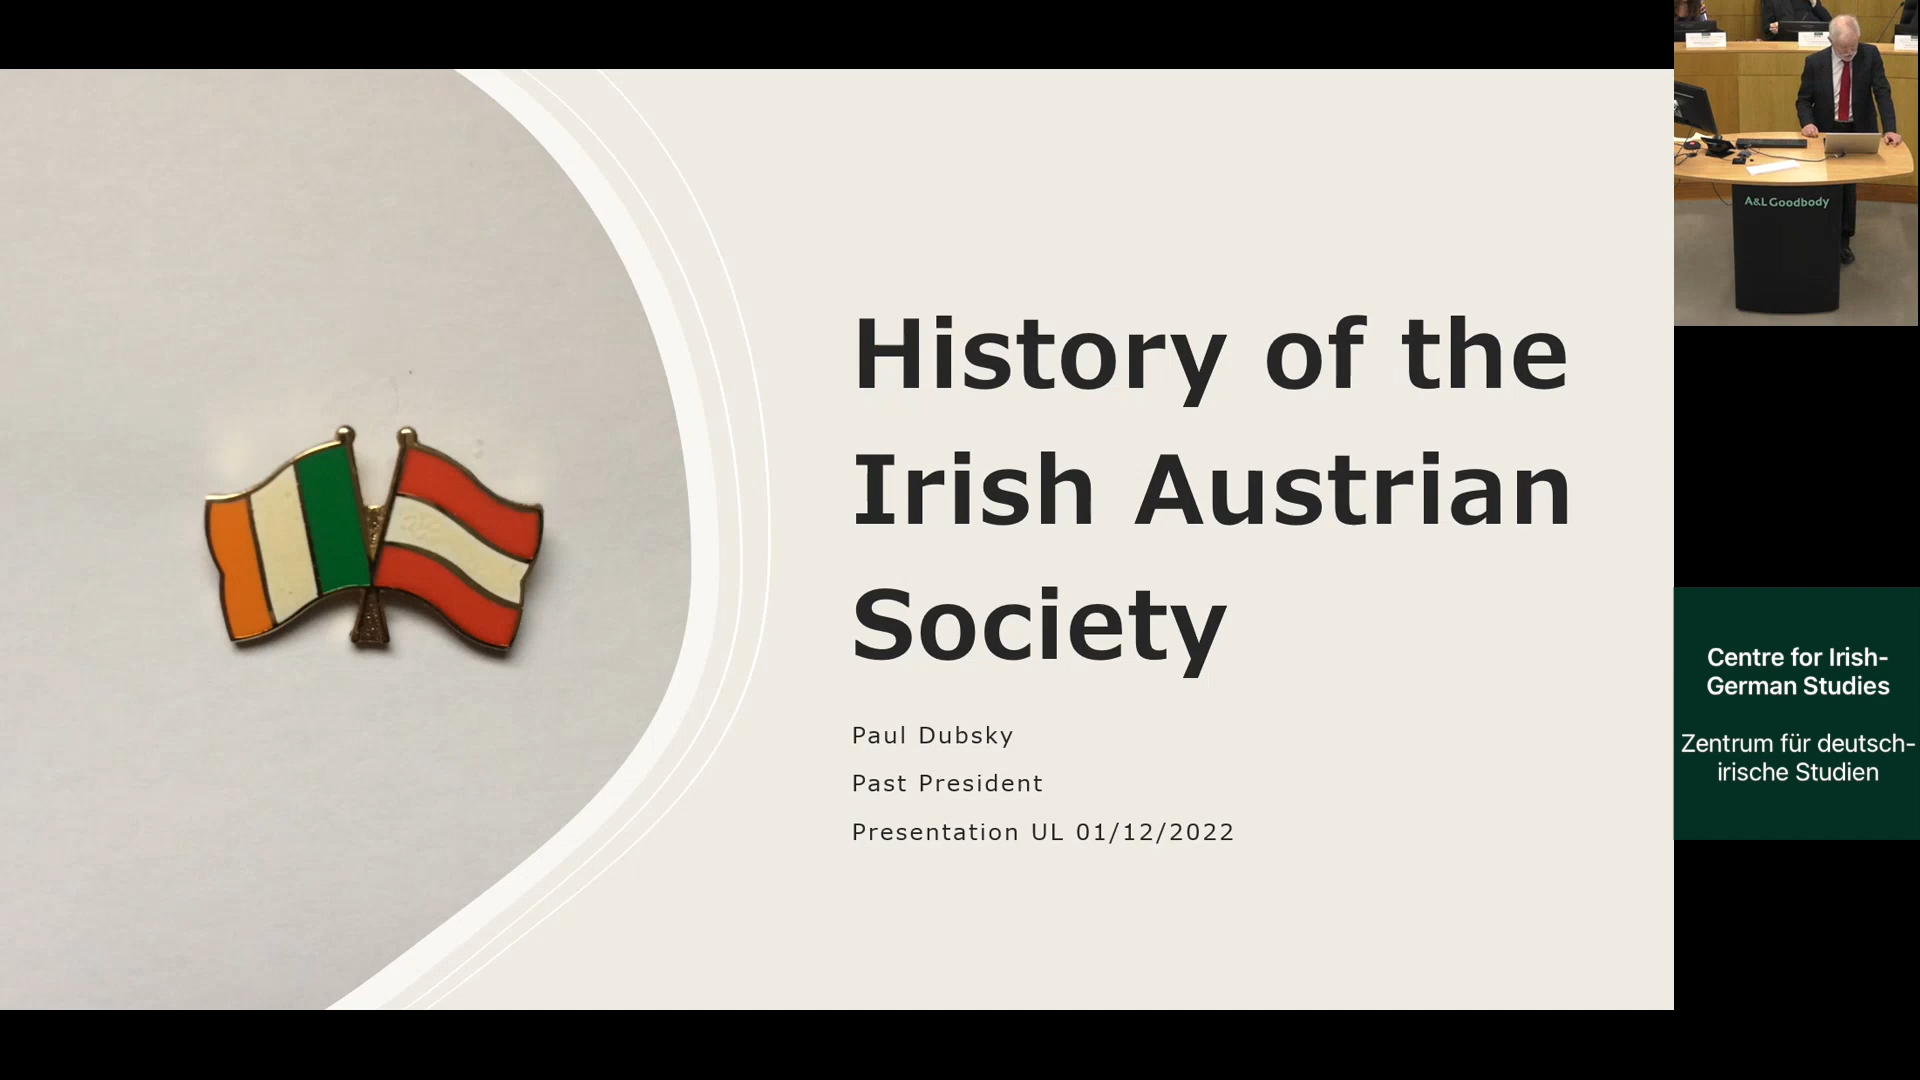 History of the
Irish Austrian
Society
Paul Dubsky
Past President
Presentation UL 01/12/2022
A&L Goodbody
Centre for Irish-
German Studies
Zentrum für deutsch-
irische Studien